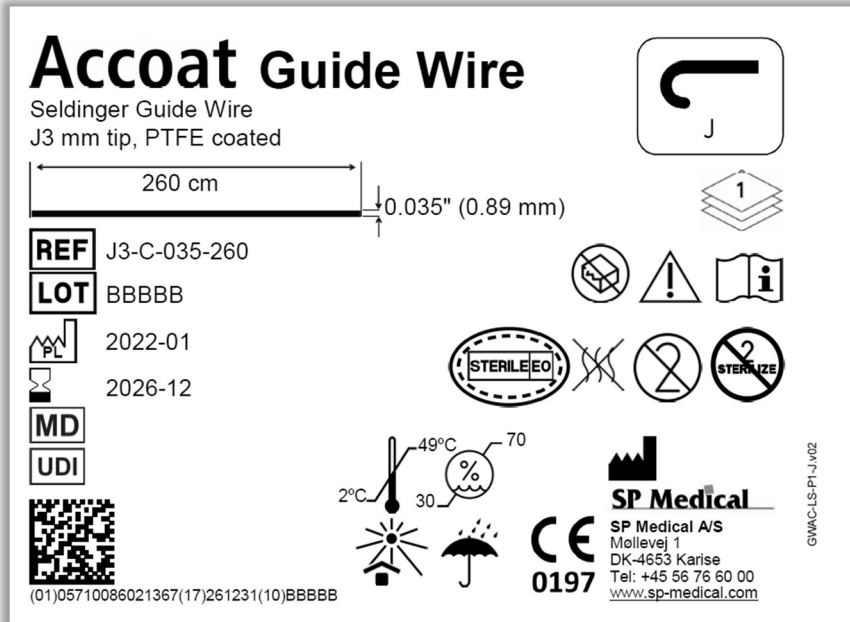 Accoat Guide Wire
Seldinger Guide Wire
J3 mm tip, PTFE coated
J
260 cm
0.035" (0.89 mm)
1
REF J3-C-035-260
LOT BBBBB
PL 2022-01
2026-12
i
STERILE EO
2
2
STERILIZE
MD
UDI
49ºC
2ºC
%
70
30
(01)05710086021367(17)261231(10)BBBBB
CE
0197
SP Medical
SP Medical A/S
Møllevej 1
DK-4653 Karise
Tel: +45 56 76 60 00
www.sp-medical.com
GWAC-LS-P1-J.v02